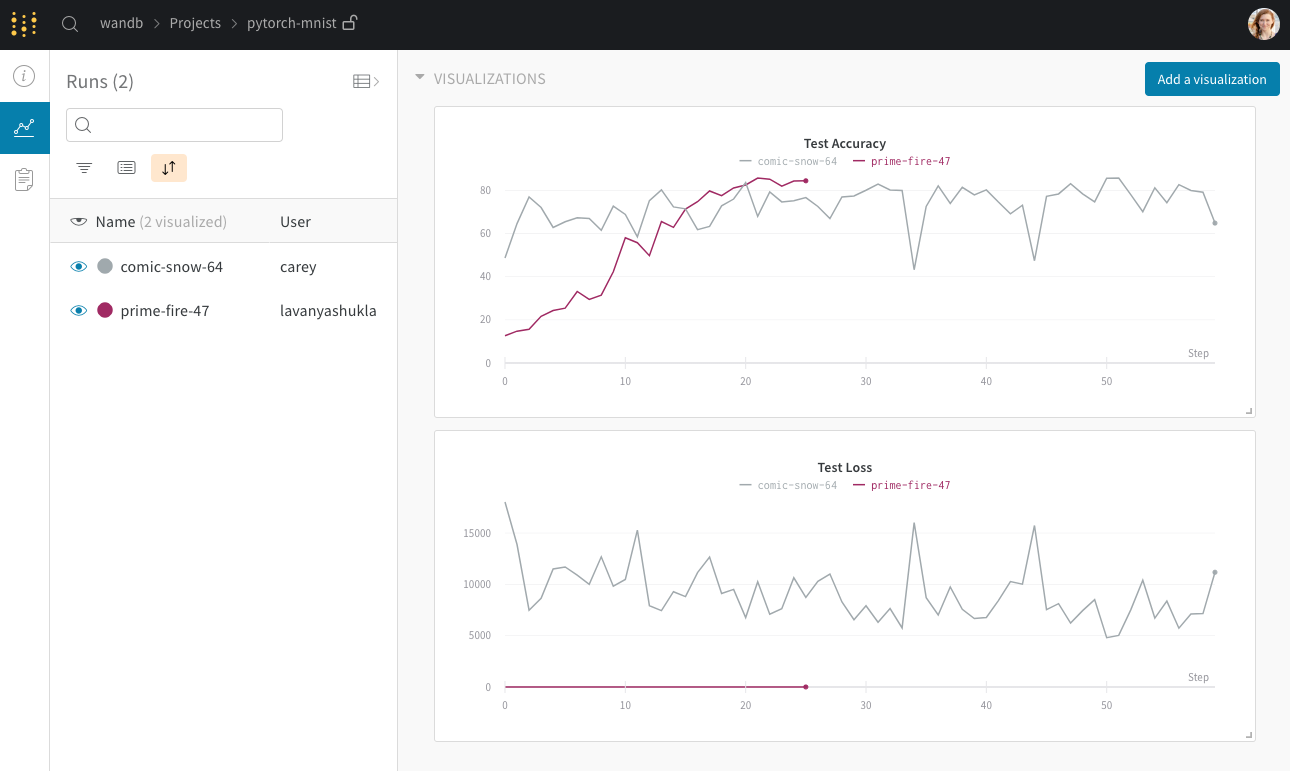 wandb > Projects > pytorch-mnist
Runs (2)
Name (2 visualized) User
comic-snow-64 carey
prime-fire-47 lavanyashukla
VISUALIZATIONS
Add a visualization
Test Accuracy
comic-snow-64 prime-fire-47
80
60
40
20
0
Step
0 10 20 30 40 50
Test Loss
comic-snow-64 prime-fire-47
15000
10000
5000
0
Step
0 10 20 30 40 50